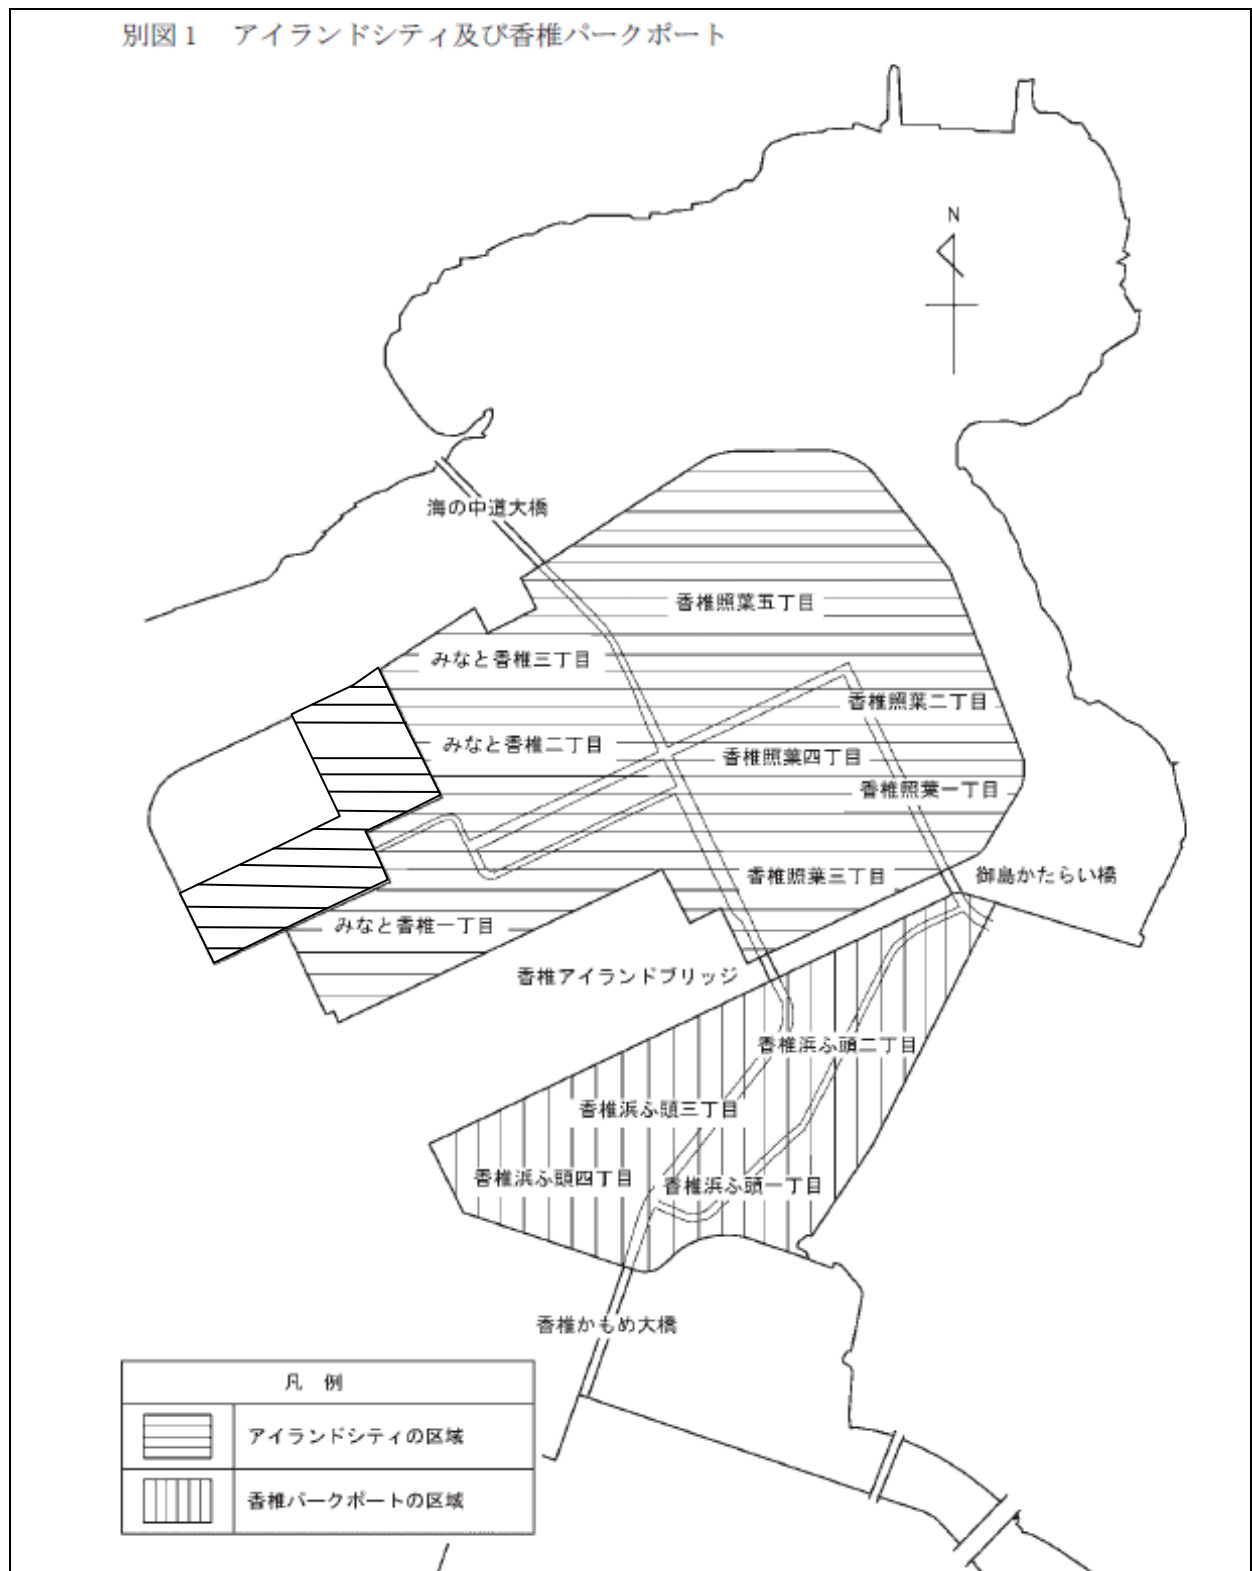 別図1 アイランドシティ及び香椎パークポート
N
海の中道大橋
香椎照葉五丁目
みなと香椎三丁目
香椎照葉二丁目
みなと香椎二丁目
香椎照葉四丁目
香椎照葉一丁目
香椎照葉三丁目
御島かたらい橋
みなと香椎一丁目
香椎アイランドブリッジ
香椎浜ふ頭二丁目
香椎浜ふ頭三丁目
香椎浜ふ頭四丁目
香椎浜ふ頭一丁目
香椎かもめ大橋
凡 例
アイランドシティの区域
香椎パークポートの区域